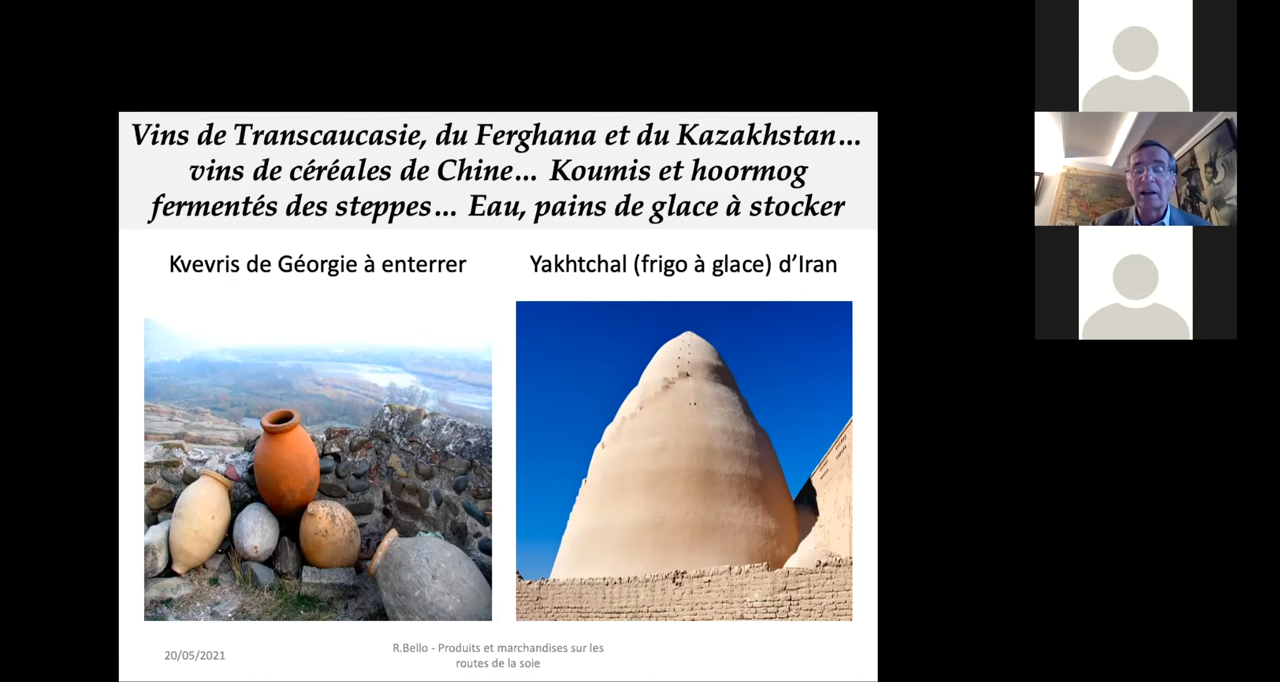 Vins de Transcaucasie, du Ferghana et du Kazakhstan…
vins de céréales de Chine… Koumis et hoormog
fermentés des steppes… Eau, pains de glace à stocker
Kvevris de Géorgie à enterrer
Yakhtchal (frigo à glace) d’Iran
20/05/2021
R.Bello - Produits et marchandises sur les
routes de la soie